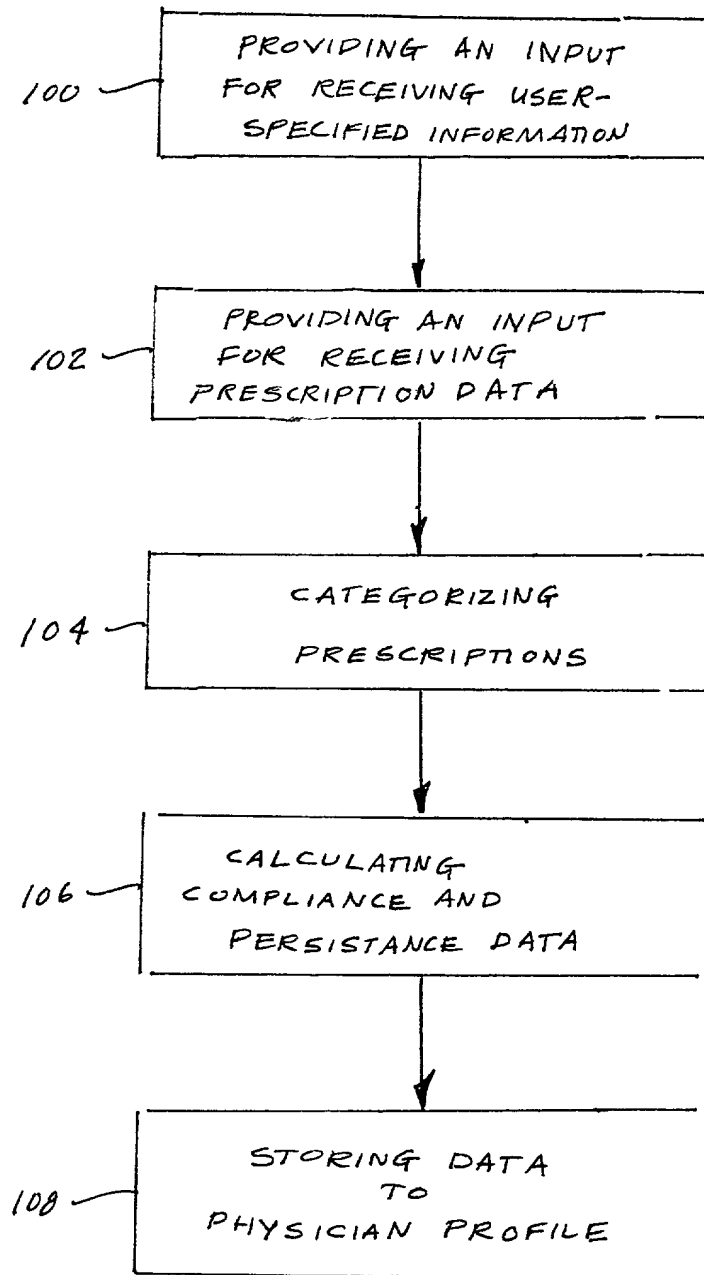 100
PROVIDING AN INPUT
FOR RECEIVING USER-
SPECIFIED INFORMATION
102
PROVIDING AN INPUT
FOR RECEIVING
PRESCRIPTION DATA
104
CATEGORIZING
PRESCRIPTIONS
106
CALCULATING
COMPLIANCE AND
PERSISTANCE DATA
108
STORING DATA
TO
PHYSICIAN PROFILE